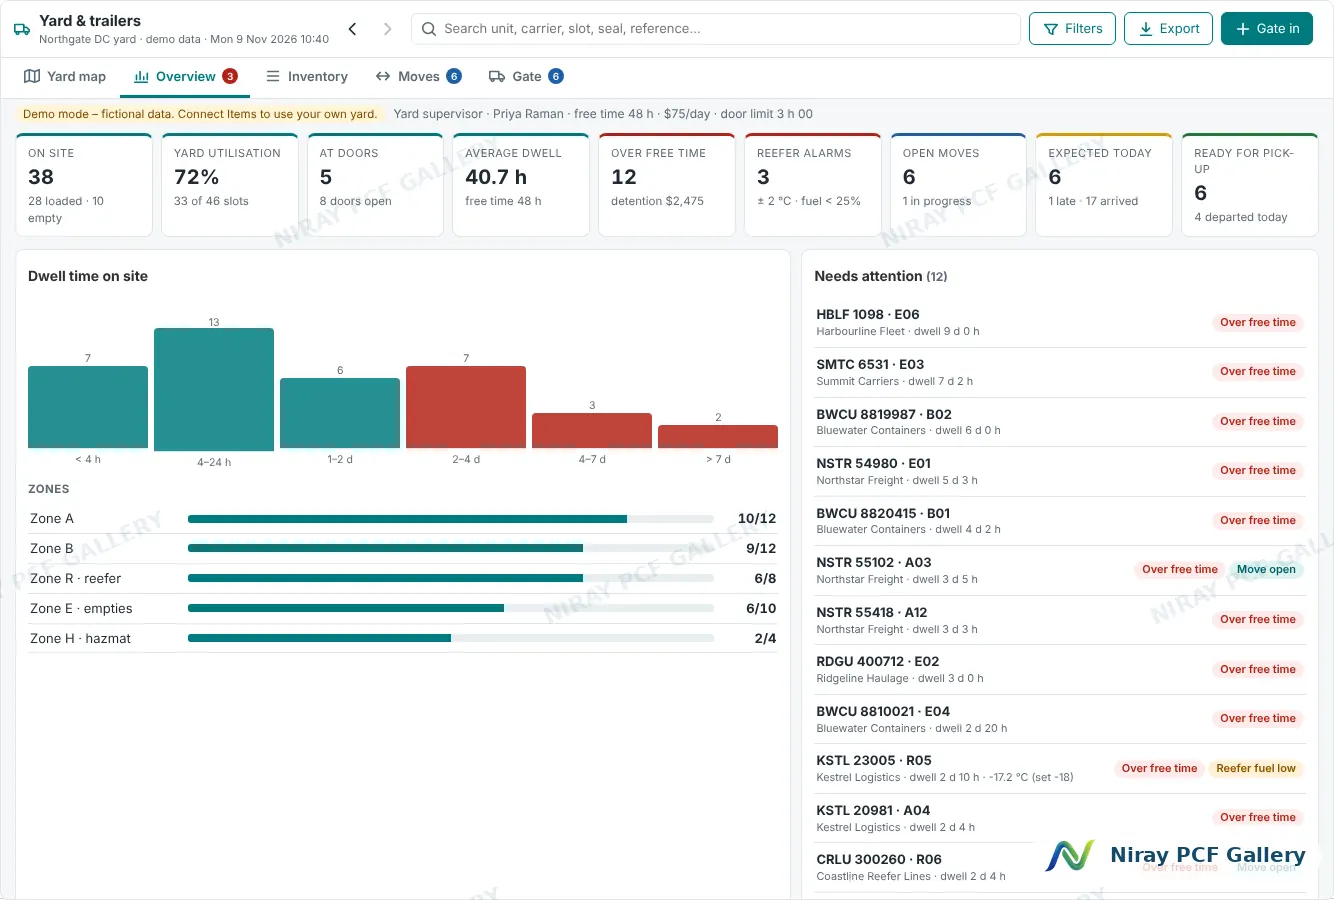 Yard & trailers
Northgate DC yard · demo data · Mon 9 Nov 2026 10:40
Search unit, carrier, slot, seal, reference...
Filters
Export
Gate in
Yard map
Overview 3
Inventory
Moves 6
Gate 6
Demo mode – fictional data. Connect Items to use your own yard.
Yard supervisor · Priya Raman · free time 48 h · $75/day · door limit 3 h 00
ON SITE
38
28 loaded · 10
empty
YARD UTILISATION
72%
33 of 46 slots
AT DOORS
5
8 doors open
AVERAGE DWELL
40.7 h
free time 48 h
OVER FREE TIME
12
detention $2,475
REEFER ALARMS
3
± 2 °C · fuel < 25%
OPEN MOVES
6
1 in progress
EXPECTED TODAY
6
1 late · 17 arrived
READY FOR PICK-
UP
6
4 departed today
Dwell time on site
7
13
6
7
3
2
< 4 h
4–24 h
1–2 d
2–4 d
4–7 d
> 7 d
ZONES
Zone A 10/12
Zone B 9/12
Zone R · reefer 6/8
Zone E · empties 6/10
Zone H · hazmat 2/4
Needs attention (12)
HBLF 1098 · E06
Harbourline Fleet · dwell 9 d 0 h
Over free time
SMTC 6531 · E03
Summit Carriers · dwell 7 d 2 h
Over free time
BWCU 8819987 · B02
Bluewater Containers · dwell 6 d 0 h
Over free time
NSTR 54980 · E01
Northstar Freight · dwell 5 d 3 h
Over free time
BWCU 8820415 · B01
Bluewater Containers · dwell 4 d 2 h
Over free time
NSTR 55102 · A03
Northstar Freight · dwell 3 d 5 h
Over free time Move open
NSTR 55418 · A12
Northstar Freight · dwell 3 d 3 h
Over free time
RDGU 400712 · E02
Ridgeline Haulage · dwell 3 d 0 h
Over free time
BWCU 8810021 · E04
Bluewater Containers · dwell 2 d 20 h
Over free time
KSTL 23005 · R05
Kestrel Logistics · dwell 2 d 10 h · -17.2 °C (set -18)
Over free time Reefer fuel low
KSTL 20981 · A04
Kestrel Logistics · dwell 2 d 4 h
Over free time
CRLU 300260 · R06
Coastline Reefer Lines · dwell 2 d 4 h
Over free time Move open
Niray PCF Gallery
NIRAY PCF GALLERY
NIRAY PCF GALLERY
NIRAY PCF GALLERY